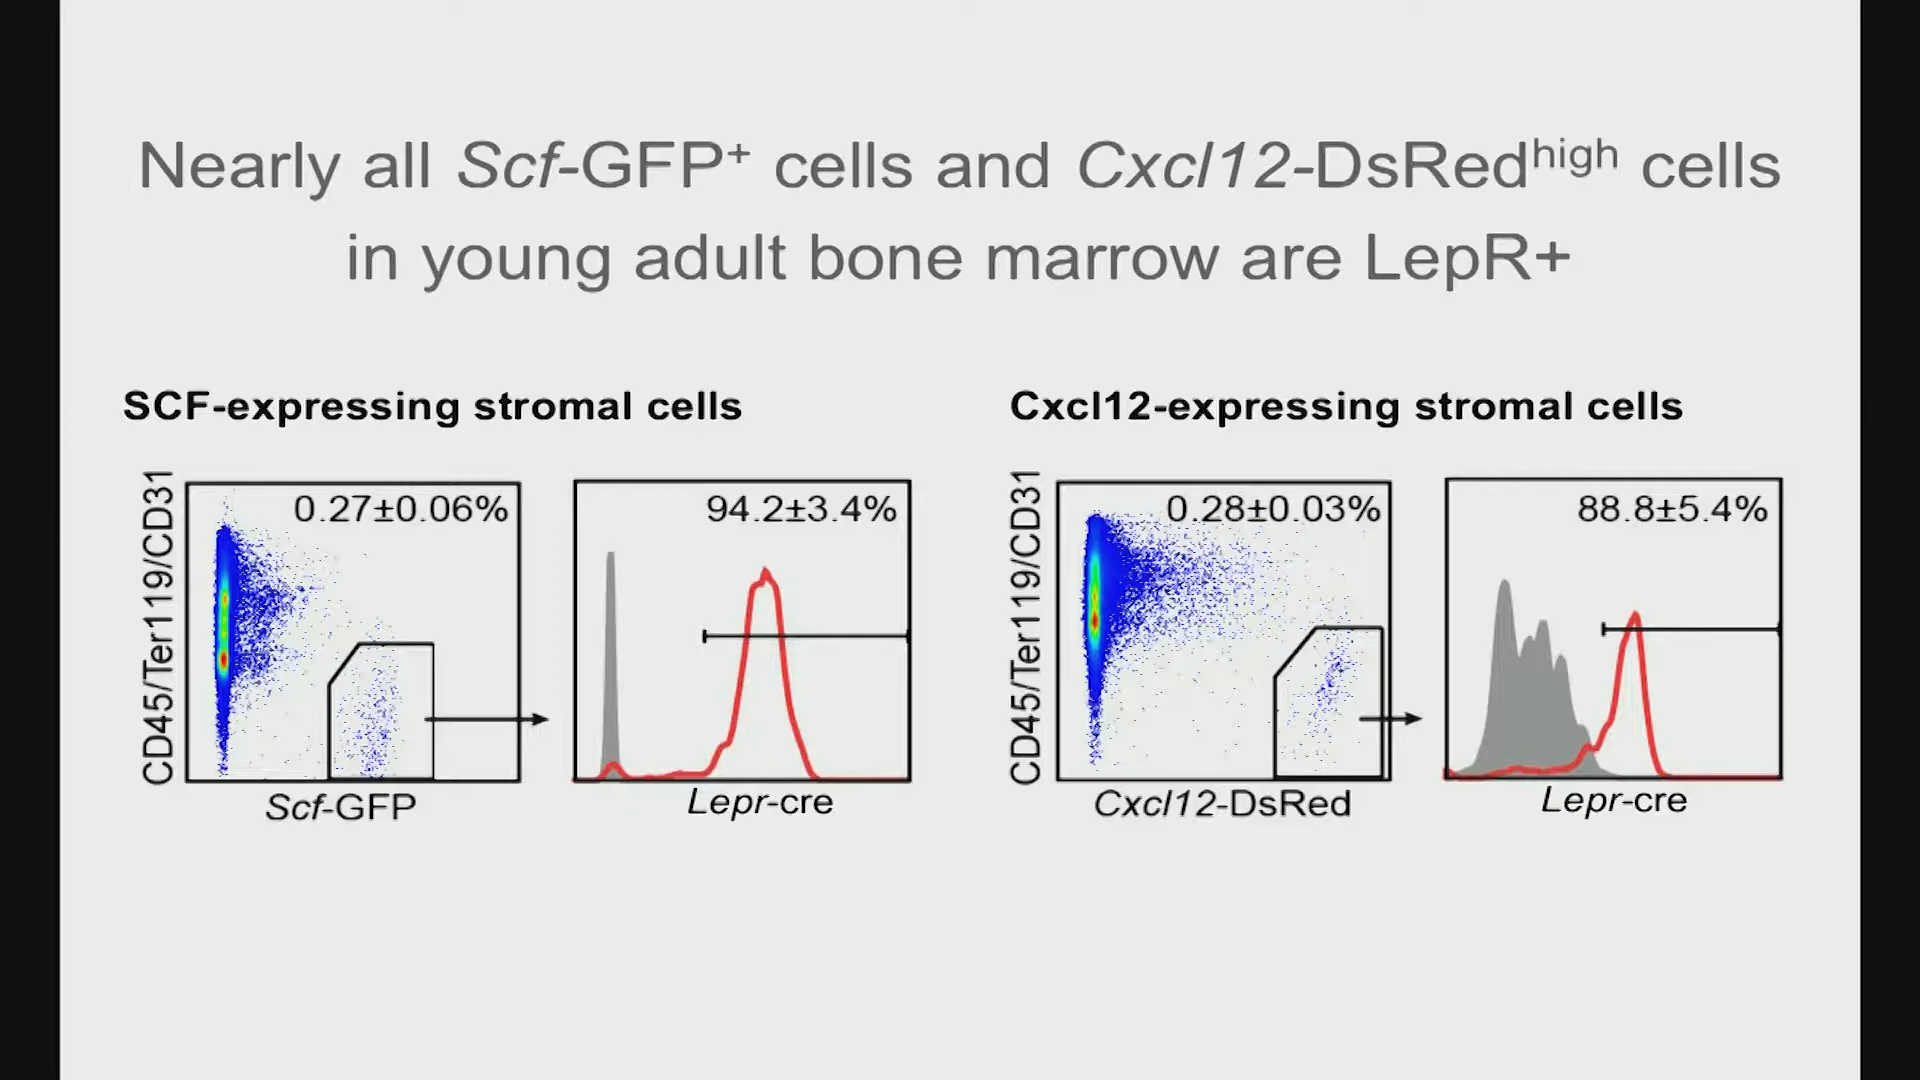 Nearly all Scf-GFP⁺ cells and Cxcl12-DsRedʰⁱᵍʰ cells
in young adult bone marrow are LepR+
SCF-expressing stromal cells
CD45/Ter119/CD31
0.27±0.06%
Scf-GFP
94.2±3.4%
Lepr-cre
Cxcl12-expressing stromal cells
CD45/Ter119/CD31
0.28±0.03%
Cxcl12-DsRed
88.8±5.4%
Lepr-cre